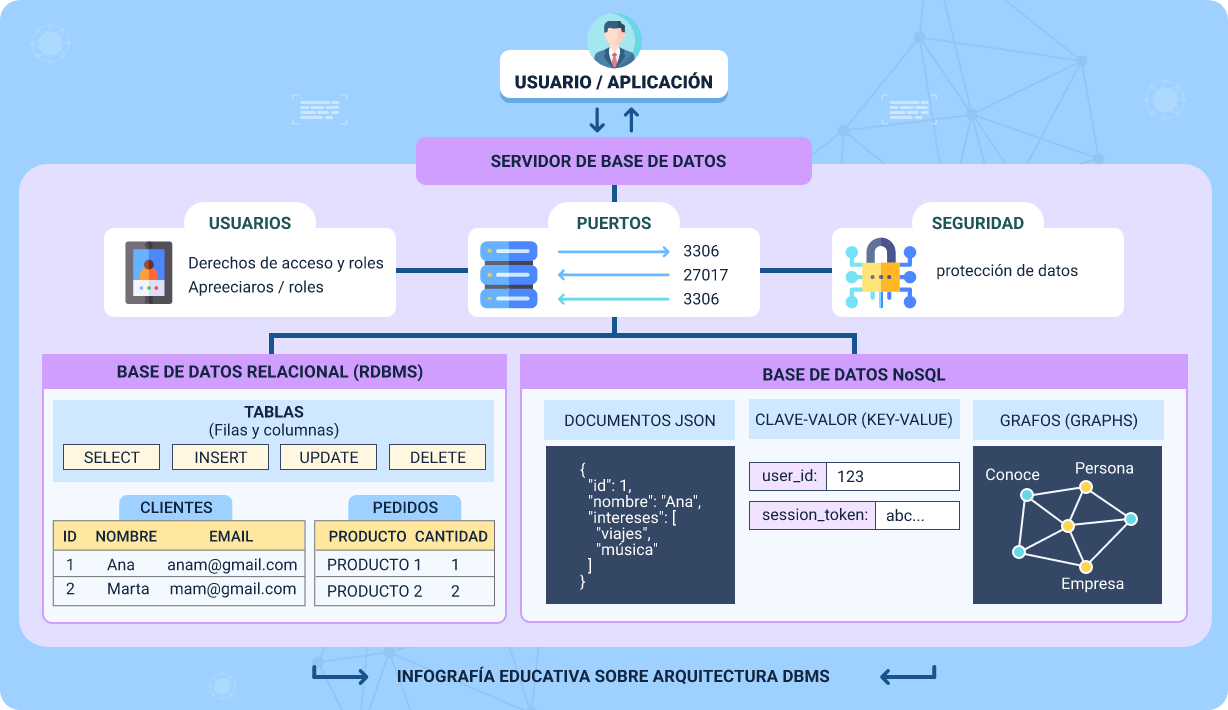 USUARIO / APLICACIÓN
SERVIDOR DE BASE DE DATOS
USUARIOS
Derechos de acceso y roles
Apreeciaros / roles
PUERTOS
3306
27017
3306
SEGURIDAD
protección de datos
BASE DE DATOS RELACIONAL (RDBMS)
TABLAS
(Filas y columnas)
SELECT INSERT UPDATE DELETE
CLIENTES
ID NOMBRE EMAIL
1 Ana anam@gmail.com
2 Marta mam@gmail.com
PEDIDOS
PRODUCTO CANTIDAD
PRODUCTO 1 1
PRODUCTO 2 2
BASE DE DATOS NoSQL
DOCUMENTOS JSON
{
"id": 1,
"nombre": "Ana",
"intereses": [
"viajes",
"música"
]
}
CLAVE-VALOR (KEY-VALUE)
user_id: 123
session_token: abc...
GRAFOS (GRAPHS)
Conoce
Persona
Empresa
INFOGRAFÍA EDUCATIVA SOBRE ARQUITECTURA DBMS